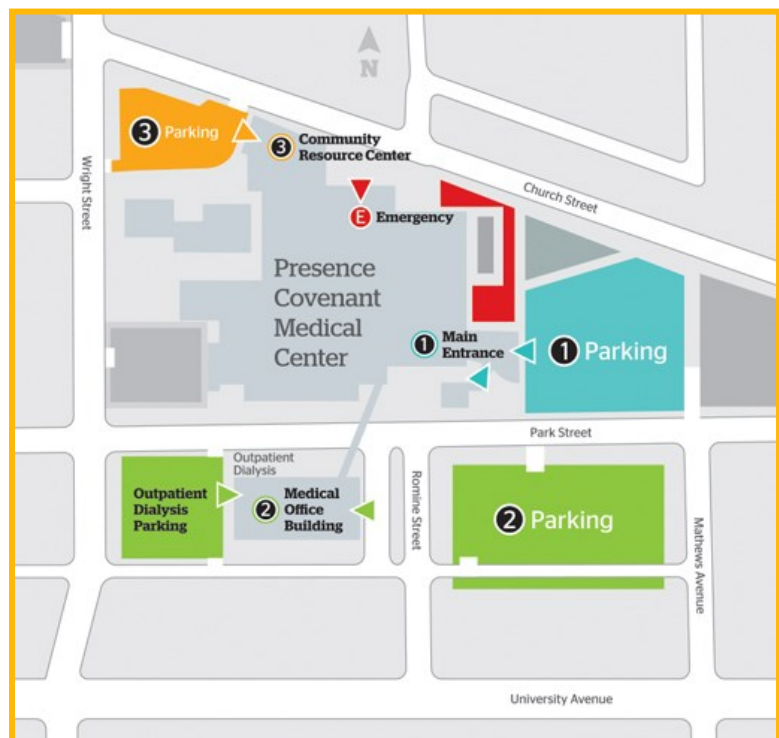 N
3 Parking
3 Community
Resource Center
Wright Street
Church Street
E Emergency
Presence
Covenant
Medical
Center
1 Main
Entrance
1 Parking
Park Street
Outpatient
Dialysis
Outpatient
Dialysis
Parking
2 Medical
Office
Building
Romine Street
2 Parking
Mathews Avenue
University Avenue